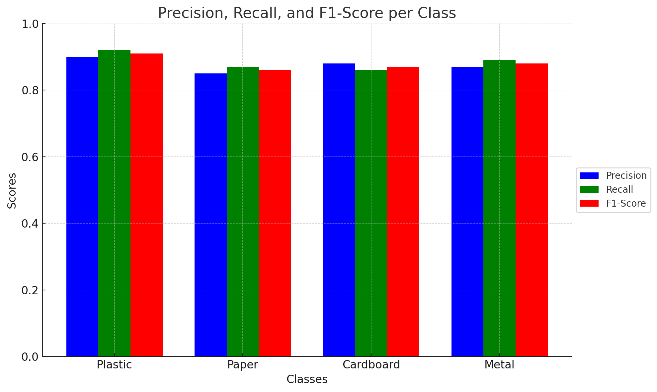 Precision, Recall, and F1-Score per Class
1.0
0.8
0.6
0.4
0.2
0.0
Scores
Plastic Paper Cardboard Metal
Classes
Precision
Recall
F1-Score